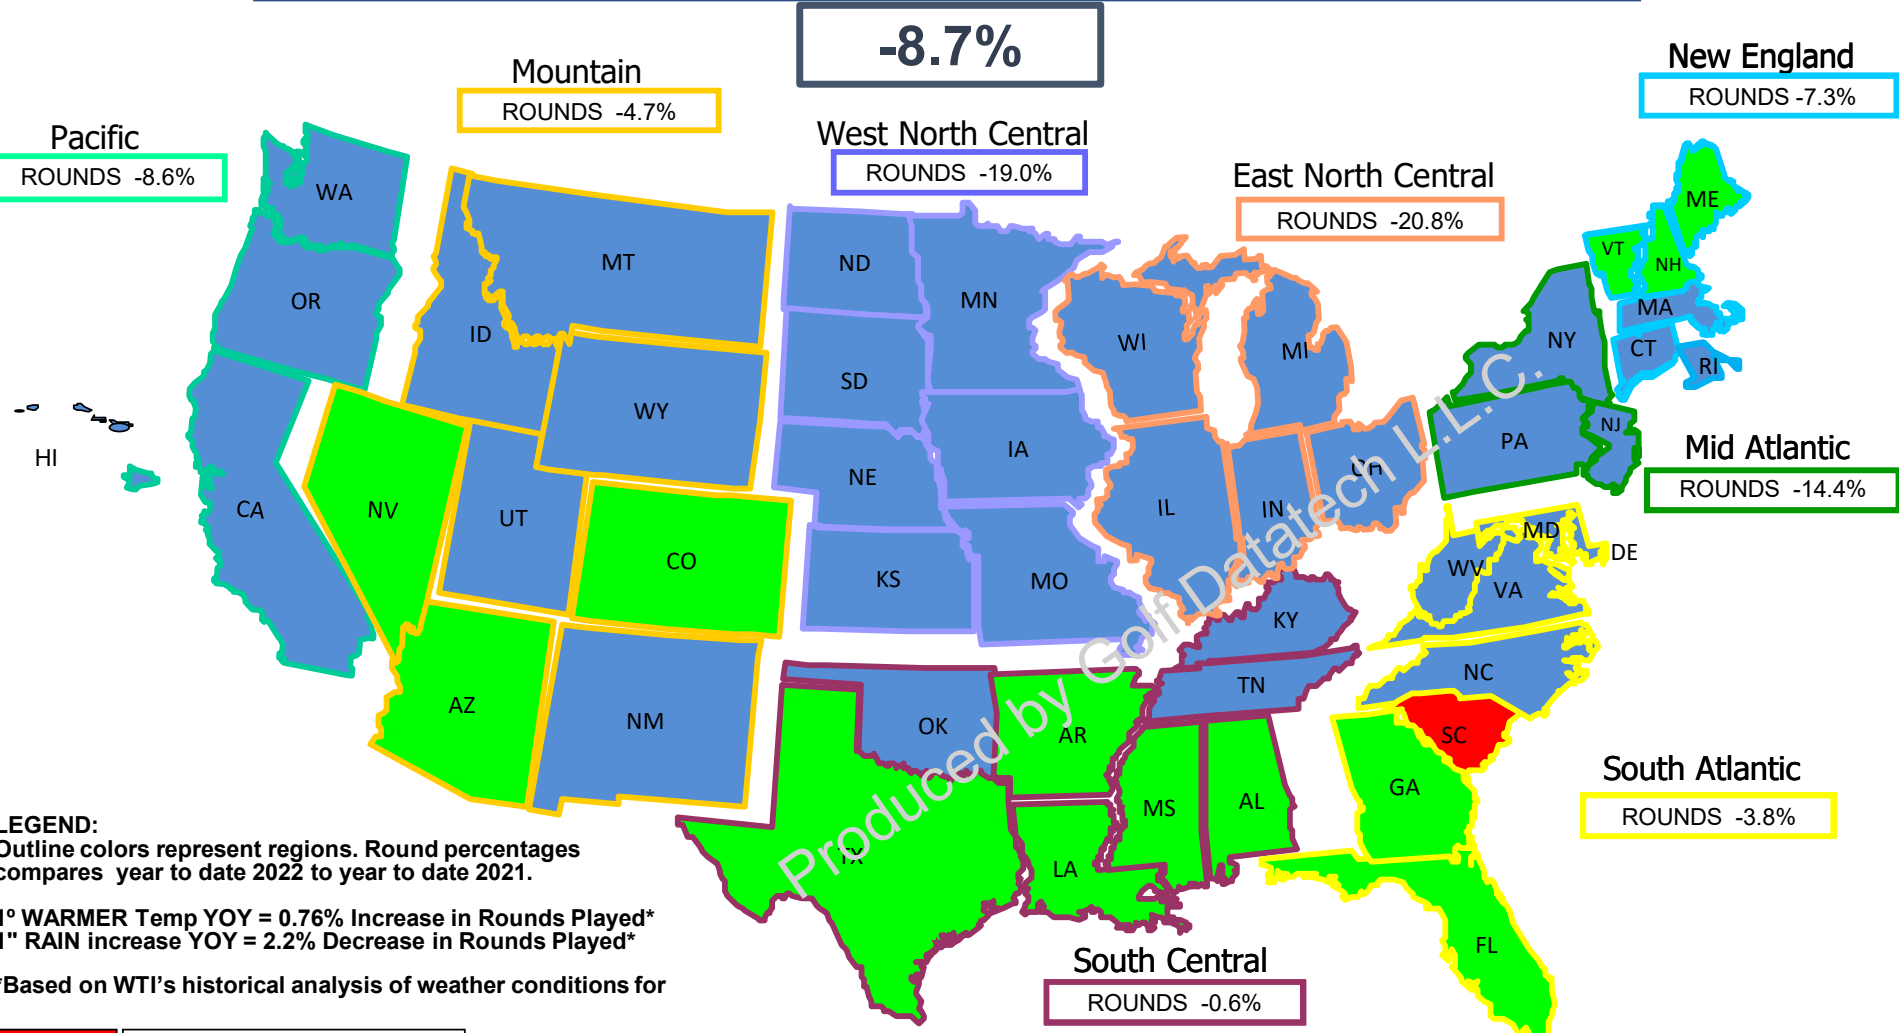 -8.7%
New England
ROUNDS -7.3%
Mountain
ROUNDS -4.7%
Pacific
ROUNDS -8.6%
West North Central
ROUNDS -19.0%
East North Central
ROUNDS -20.8%
WA
OR
CA
HI
MT
ID
WY
NV
UT
CO
AZ
NM
ND
SD
NE
KS
MN
IA
MO
WI
MI
IL
IN
OH
ME
VT
NH
MA
CT
RI
NY
PA
NJ
Mid Atlantic
ROUNDS -14.4%
MD
DE
WV
VA
NC
SC
GA
FL
KY
TN
OK
AR
TX
LA
MS
AL
South Atlantic
ROUNDS -3.8%
South Central
ROUNDS -0.6%
Produced by Golf Datatech L.L.C.
LEGEND:
Outline colors represent regions. Round percentages
compares year to date 2022 to year to date 2021.
1º WARMER Temp YOY = 0.76% Increase in Rounds Played*
1" RAIN increase YOY = 2.2% Decrease in Rounds Played*
*Based on WTI’s historical analysis of weather conditions for